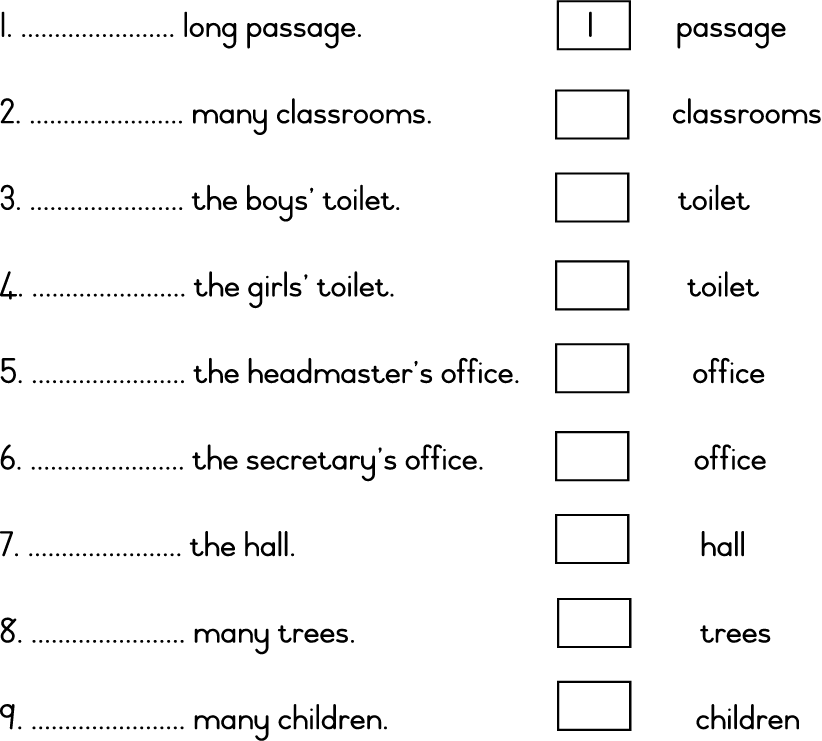 1. ....................... long passage. 1 passage
2. ....................... many classrooms. classrooms
3. ....................... the boys' toilet. toilet
4. ....................... the girls' toilet. toilet
5. ....................... the headmaster's office. office
6. ....................... the secretary's office. office
7. ....................... the hall. hall
8. ....................... many trees. trees
9. ....................... many children. children